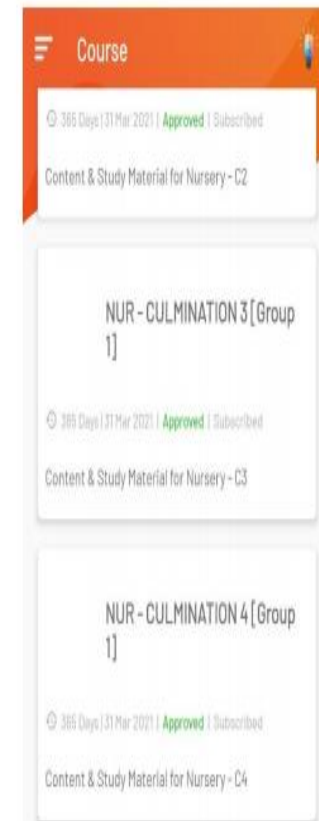 Course
365 Days | 31 Mar 2021 | Approved | Subscribed
Content & Study Material for Nursery - C2
NUR - CULMINATION 3 [Group
1]
365 Days | 31 Mar 2021 | Approved | Subscribed
Content & Study Material for Nursery - C3
NUR - CULMINATION 4 [Group
1]
365 Days | 31 Mar 2021 | Approved | Subscribed
Content & Study Material for Nursery - C4